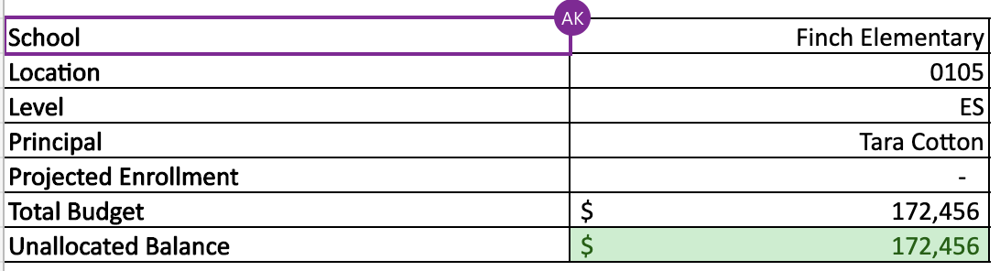 AK
School Finch Elementary
Location 0105
Level ES
Principal Tara Cotton
Projected Enrollment -
Total Budget $ 172,456
Unallocated Balance $ 172,456